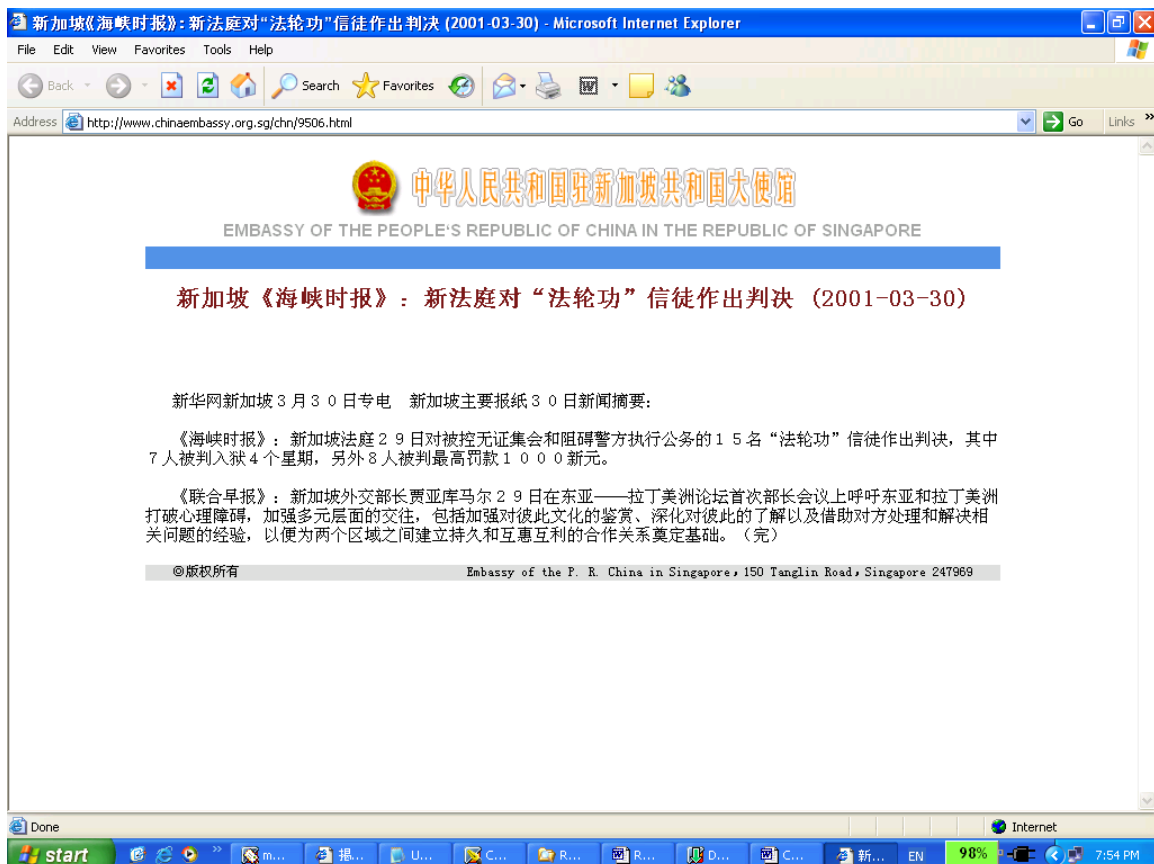 新加坡《海峡时报》: 新法庭对“法轮功”信徒作出判决 (2001-03-30) - Microsoft Internet Explorer
File Edit View Favorites Tools Help
Back Search Favorites
Address http://www.chinaembassy.org.sg/chn/9506.html Go Links »
中华人民共和国驻新加坡共和国大使馆
EMBASSY OF THE PEOPLE'S REPUBLIC OF CHINA IN THE REPUBLIC OF SINGAPORE
新加坡《海峡时报》：新法庭对“法轮功”信徒作出判决 (2001-03-30)
新华网新加坡３月３０日专电 新加坡主要报纸３０日新闻摘要：
《海峡时报》：新加坡法庭２９日对被控无证集会和阻碍警方执行公务的１５名“法轮功”信徒作出判决，其中
７人被判入狱４个星期，另外８人被判最高罚款１０００新元。
《联合早报》：新加坡外交部长贾亚库马尔２９日在东亚——拉丁美洲论坛首次部长会议上呼吁东亚和拉丁美洲
打破心理障碍，加强多元层面的交往，包括加强对彼此文化的鉴赏、深化对彼此的了解以及借助对方处理和解决相
关问题的经验，以便为两个区域之间建立持久和互惠互利的合作关系奠定基础。（完）
©版权所有 Embassy of the P. R. China in Singapore，150 Tanglin Road，Singapore 247969
Done Internet
start » m... 揭... U... C... R... R... D... C... 新... EN 98% 7:54 PM